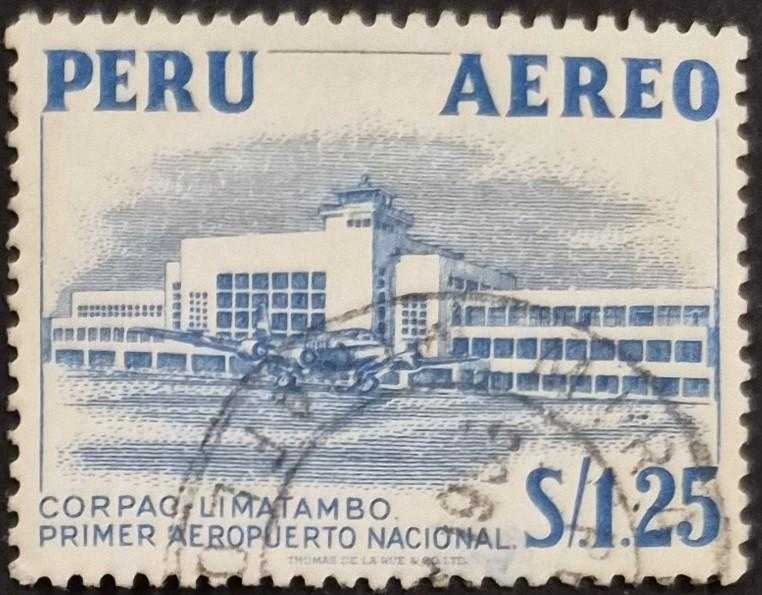 PERU AEREO
CORPAC-LIMATAMBO.
PRIMER AEROPUERTO NACIONAL.
S/.1.25
THOMAS DE LA RUE & CO. LTD.